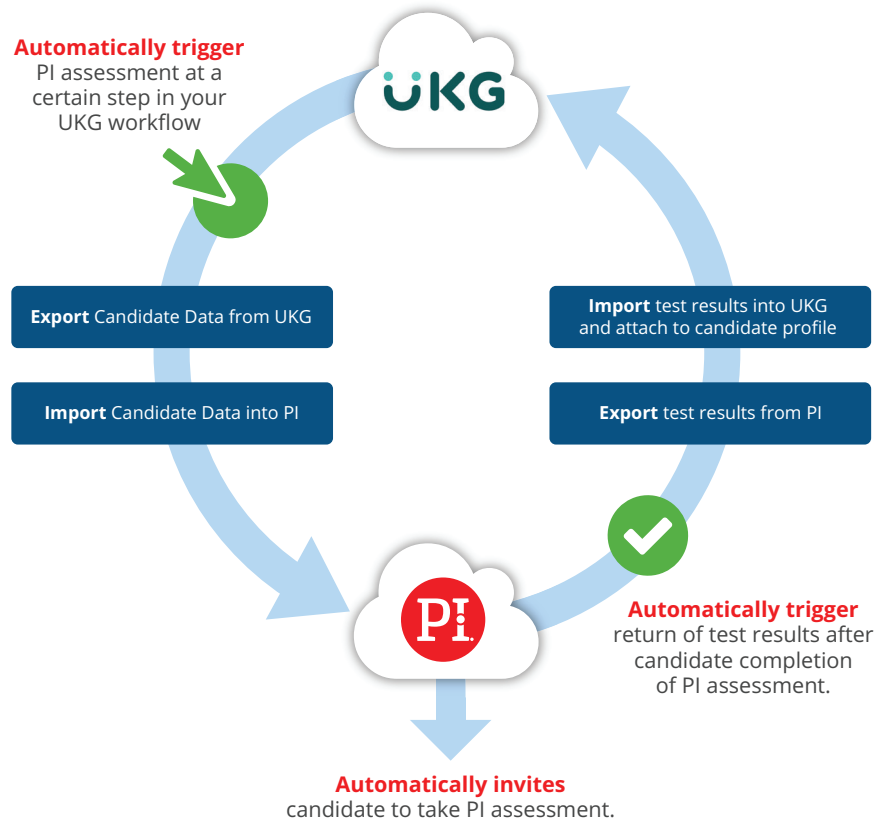 Automatically trigger
PI assessment at a
certain step in your
UKG workflow
UKG
Export Candidate Data from UKG
Import Candidate Data into PI
Import test results into UKG
and attach to candidate profile
Export test results from PI
PI.
Automatically trigger
return of test results after
candidate completion
of PI assessment.
Automatically invites
candidate to take PI assessment.